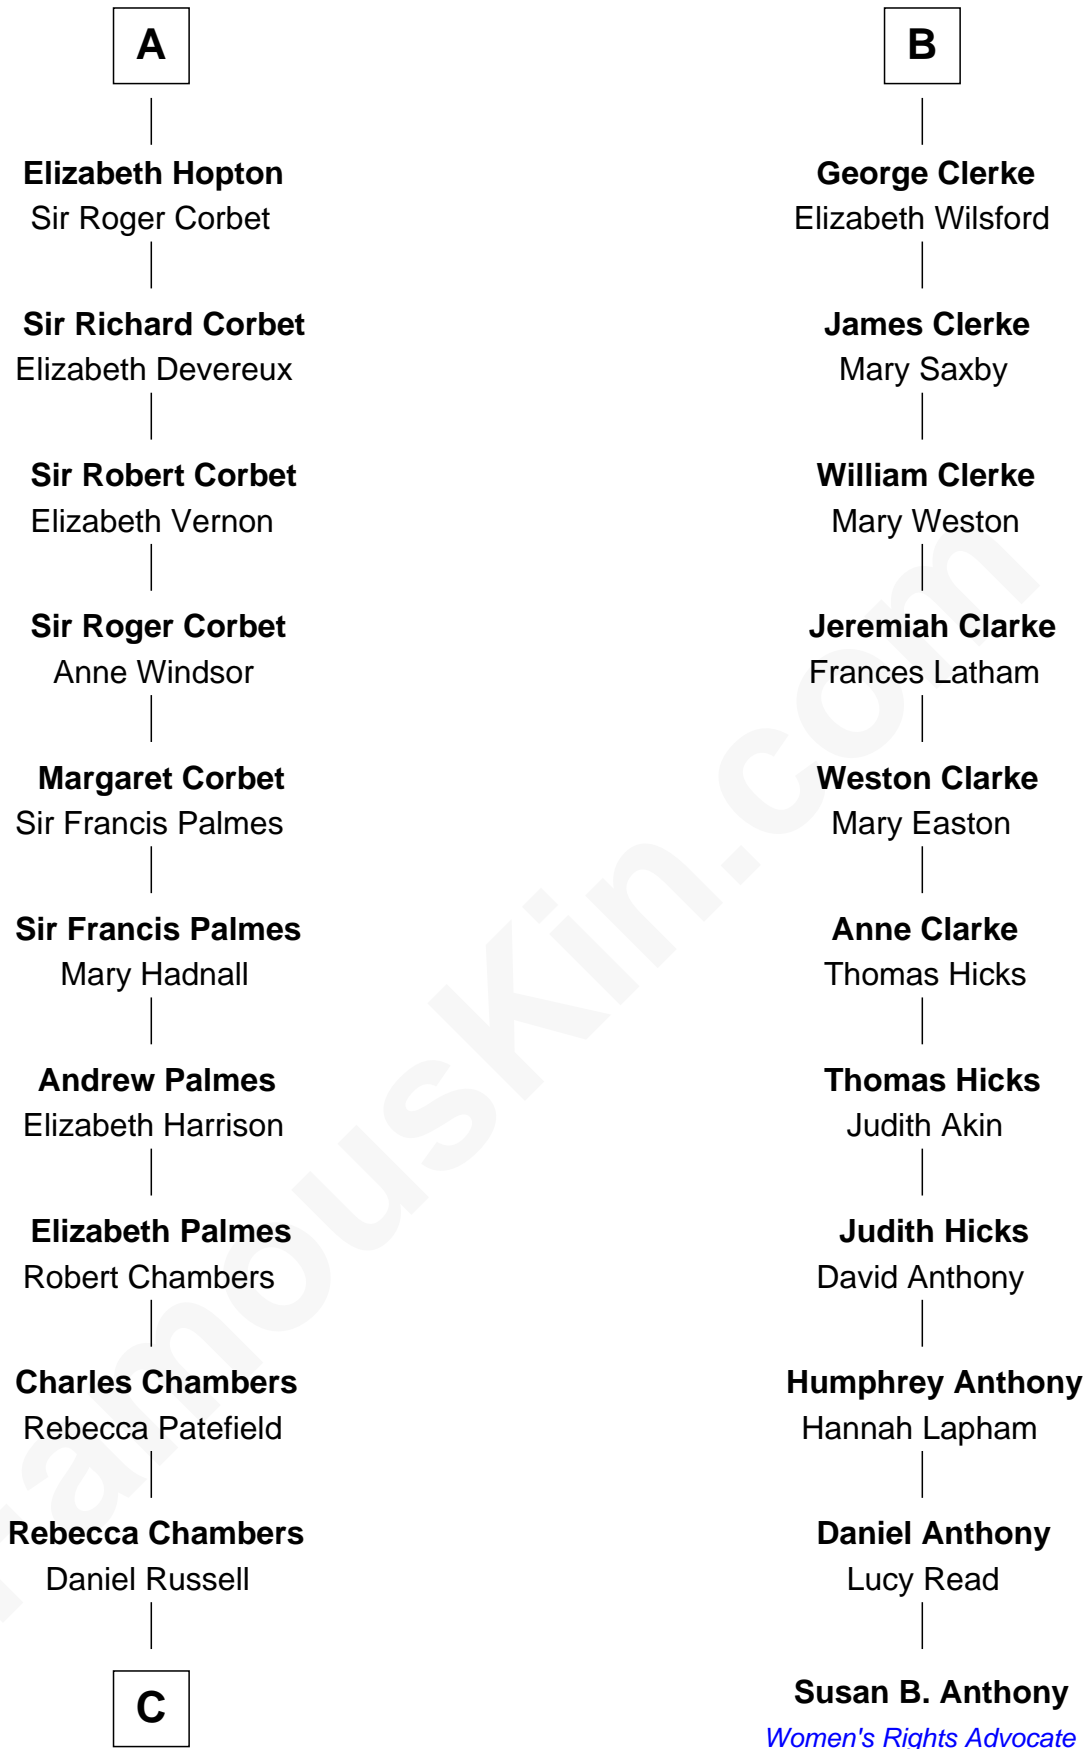 A
Elizabeth Hopton
Sir Roger Corbet
Sir Richard Corbet
Elizabeth Devereux
Sir Robert Corbet
Elizabeth Vernon
Sir Roger Corbet
Anne Windsor
Margaret Corbet
Sir Francis Palmes
Sir Francis Palmes
Mary Hadnall
Andrew Palmes
Elizabeth Harrison
Elizabeth Palmes
Robert Chambers
Charles Chambers
Rebecca Patefield
Rebecca Chambers
Daniel Russell
C
B
George Clerke
Elizabeth Wilsford
James Clerke
Mary Saxby
William Clerke
Mary Weston
Jeremiah Clarke
Frances Latham
Weston Clarke
Mary Easton
Anne Clarke
Thomas Hicks
Thomas Hicks
Judith Akin
Judith Hicks
David Anthony
Humphrey Anthony
Hannah Lapham
Daniel Anthony
Lucy Read
Susan B. Anthony
Women's Rights Advocate
FamousKin.com